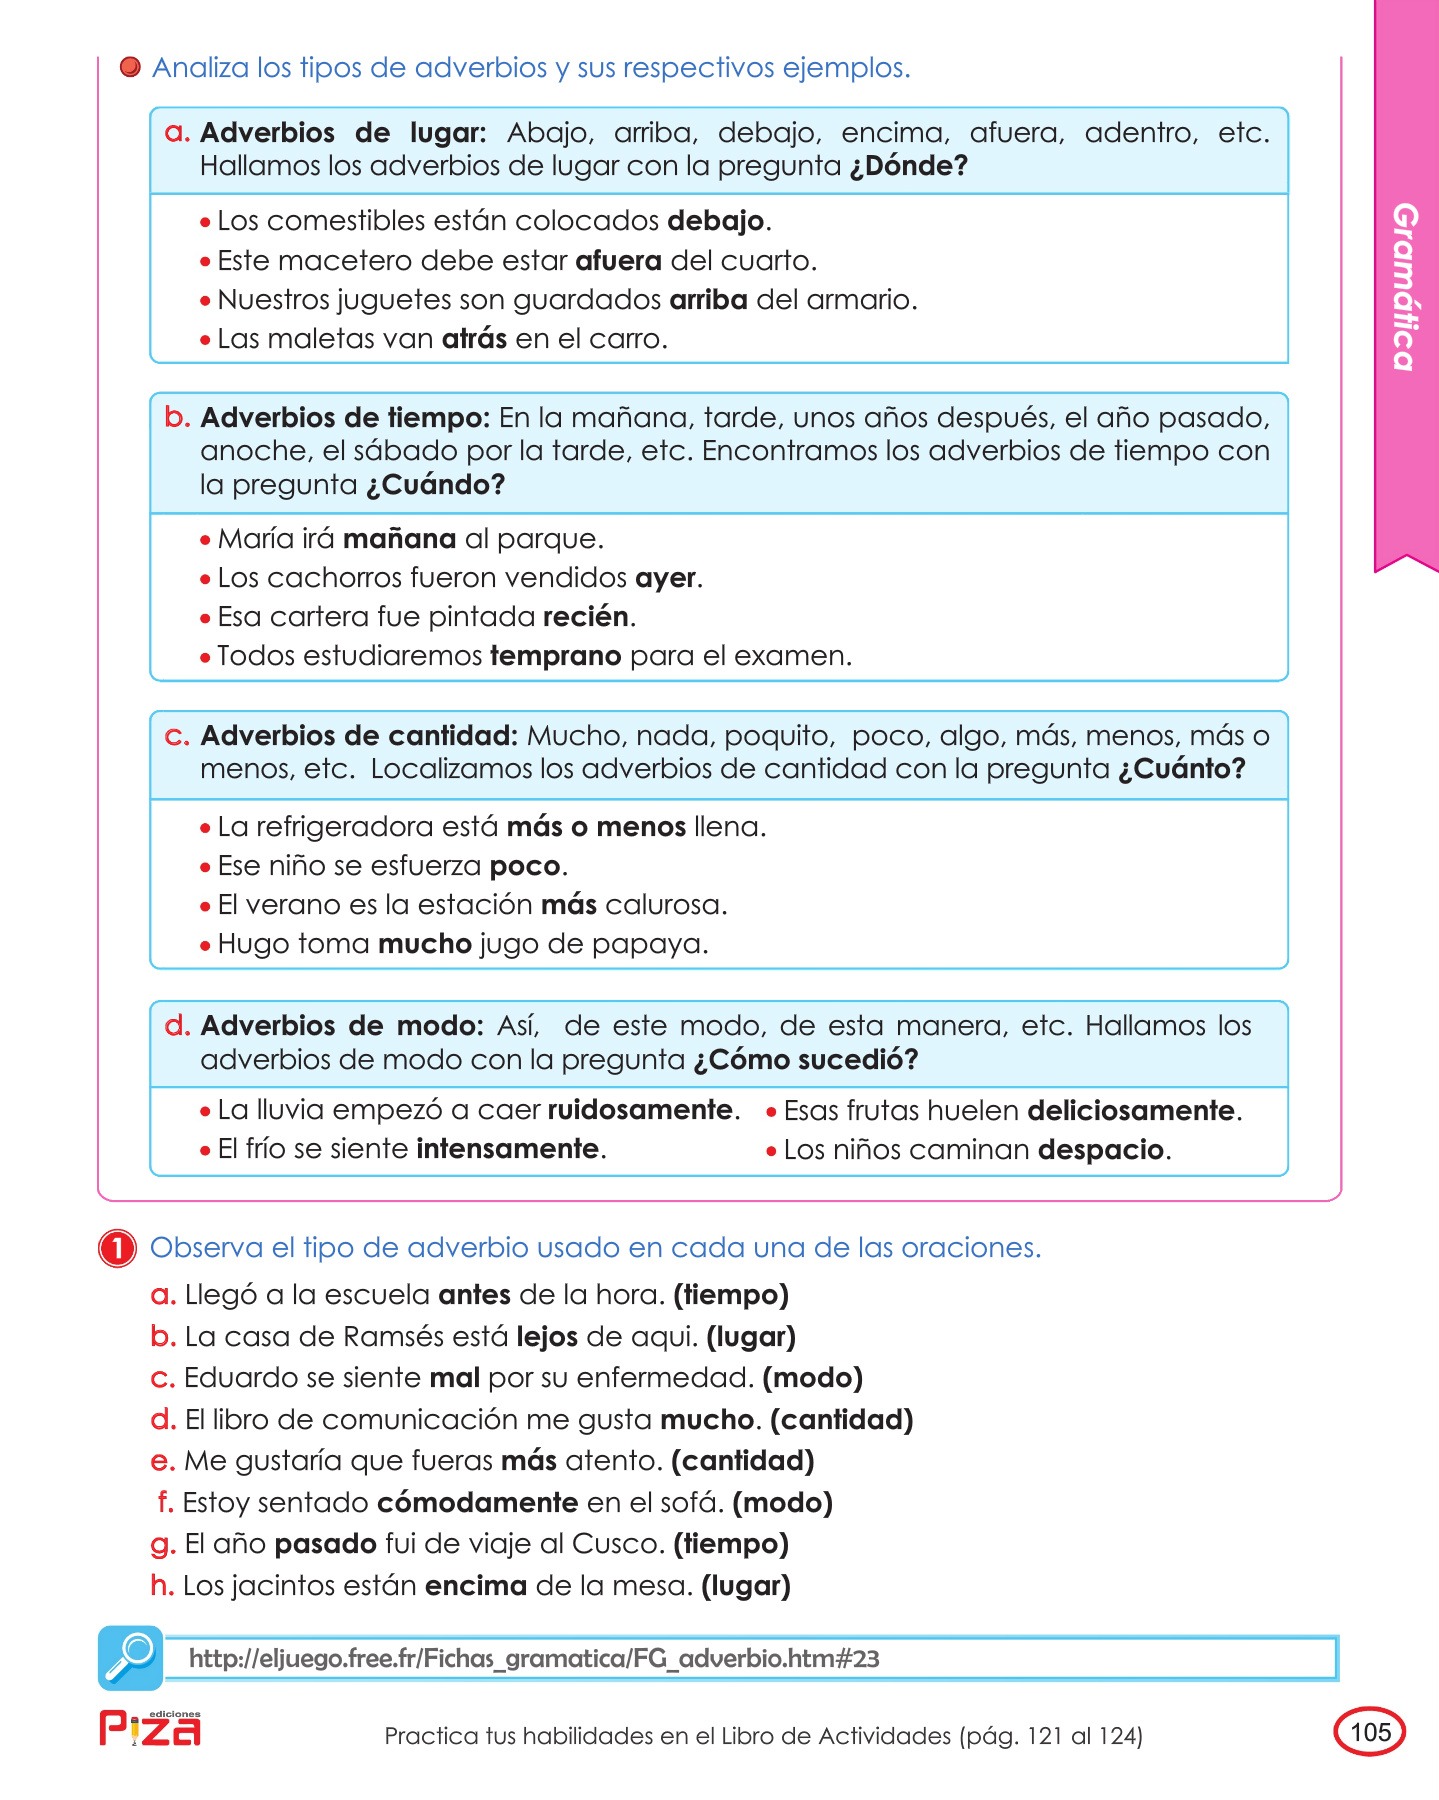 Gramática
Analiza los tipos de adverbios y sus respectivos ejemplos.
a. Adverbios de lugar: Abajo, arriba, debajo, encima, afuera, adentro, etc.
Hallamos los adverbios de lugar con la pregunta ¿Dónde?
• Los comestibles están colocados debajo.
• Este macetero debe estar afuera del cuarto.
• Nuestros juguetes son guardados arriba del armario.
• Las maletas van atrás en el carro.
b. Adverbios de tiempo: En la mañana, tarde, unos años después, el año pasado,
anoche, el sábado por la tarde, etc. Encontramos los adverbios de tiempo con
la pregunta ¿Cuándo?
• María irá mañana al parque.
• Los cachorros fueron vendidos ayer.
• Esa cartera fue pintada recién.
• Todos estudiaremos temprano para el examen.
c. Adverbios de cantidad: Mucho, nada, poquito, poco, algo, más, menos, más o
menos, etc. Localizamos los adverbios de cantidad con la pregunta ¿Cuánto?
• La refrigeradora está más o menos llena.
• Ese niño se esfuerza poco.
• El verano es la estación más calurosa.
• Hugo toma mucho jugo de papaya.
d. Adverbios de modo: Así, de este modo, de esta manera, etc. Hallamos los
adverbios de modo con la pregunta ¿Cómo sucedió?
• La lluvia empezó a caer ruidosamente.
• El frío se siente intensamente.
• Esas frutas huelen deliciosamente.
• Los niños caminan despacio.
1 Observa el tipo de adverbio usado en cada una de las oraciones.
a. Llegó a la escuela antes de la hora. (tiempo)
b. La casa de Ramsés está lejos de aqui. (lugar)
c. Eduardo se siente mal por su enfermedad. (modo)
d. El libro de comunicación me gusta mucho. (cantidad)
e. Me gustaría que fueras más atento. (cantidad)
f. Estoy sentado cómodamente en el sofá. (modo)
g. El año pasado fui de viaje al Cusco. (tiempo)
h. Los jacintos están encima de la mesa. (lugar)
http://eljuego.free.fr/Fichas_gramatica/FG_adverbio.htm#23
ediciones
PiZA
Practica tus habilidades en el Libro de Actividades (pág. 121 al 124)
105